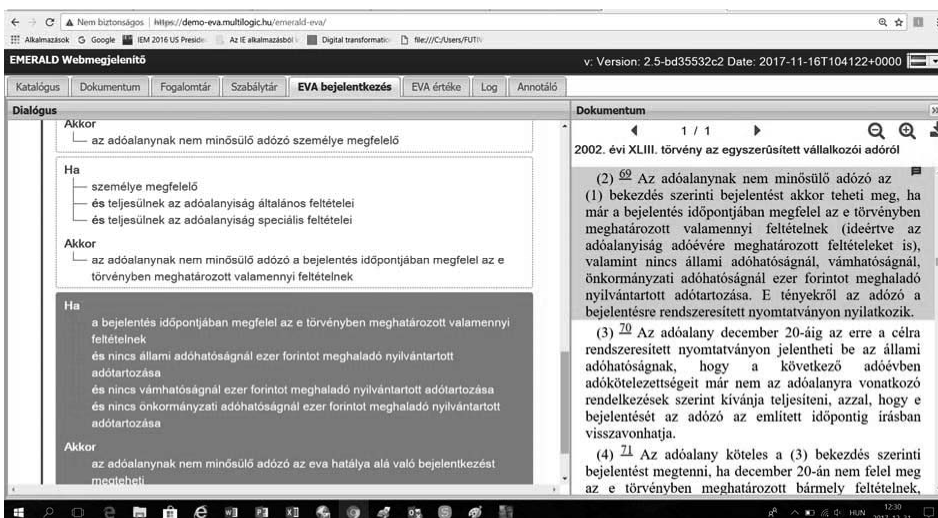 Nem biztonságos | https://demo-eva.multilogic.hu/emerald-eva/
Alkalmazások Google IEM 2016 US Preside Az IE alkalmazásból Digital transformatio file:///C:/Users/FUTIV
EMERALD Webmegjelenítő v: Version: 2.5-bd35532c2 Date: 2017-11-16T104122+0000
Katalógus Dokumentum Fogalomtár Szabálytár EVA bejelentkezés EVA értéke Log Annotáló
Dialógus
Akkor
az adóalanynak nem minősülő adózó személye megfelelő
Ha
személye megfelelő
és teljesülnek az adóalanyiság általános feltételei
és teljesülnek az adóalanyiság speciális feltételei
Akkor
az adóalanynak nem minősülő adózó a bejelentés időpontjában megfelel az e
törvényben meghatározott valamennyi feltételnek
Ha
a bejelentés időpontjában megfelel az e törvényben meghatározott valamennyi
feltételnek
és nincs állami adóhatóságnál ezer forintot meghaladó nyilvántartott
adótartozása
és nincs vámhatóságnál ezer forintot meghaladó nyilvántartott adótartozása
és nincs önkormányzati adóhatóságnál ezer forintot meghaladó nyilvántartott
adótartozása
Akkor
az adóalanynak nem minősülő adózó az eva hatálya alá való bejelentkezést
megteheti
Dokumentum
1 / 1
2002. évi XLIII. törvény az egyszerűsített vállalkozói adóról
(2) 69 Az adóalanynak nem minősülő adózó az
(1) bekezdés szerinti bejelentést akkor teheti meg, ha
már a bejelentés időpontjában megfelel az e törvényben
meghatározott valamennyi feltételnek (ideértve az
adóalanyiság adóévére meghatározott feltételeket is),
valamint nincs állami adóhatóságnál, vámhatóságnál,
önkormányzati adóhatóságnál ezer forintot meghaladó
nyilvántartott adótartozása. E tényekről az adózó a
bejelentésre rendszeresített nyomtatványon nyilatkozik.
(3) 70 Az adóalany december 20-áig az erre a célra
rendszeresített nyomtatványon jelentheti be az állami
adóhatóságnak, hogy a következő adóévben
adókötelezettségeit már nem az adóalanyra vonatkozó
rendelkezések szerint kívánja teljesíteni, azzal, hogy e
bejelentését az adózó az említett időpontig írásban
visszavonhatja.
(4) 71 Az adóalany köteles a (3) bekezdés szerinti
bejelentést megtenni, ha december 20-án nem felel meg
az e törvényben meghatározott bármely feltételnek,
HUN 12:30
2017. 12. 31.